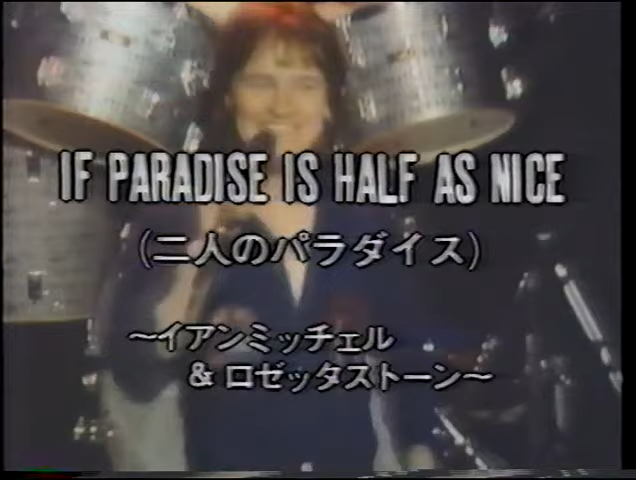 IF PARADISE IS HALF AS NICE
(二人のパラダイス)
〜イアンミッチェル
& ロゼッタストーン〜